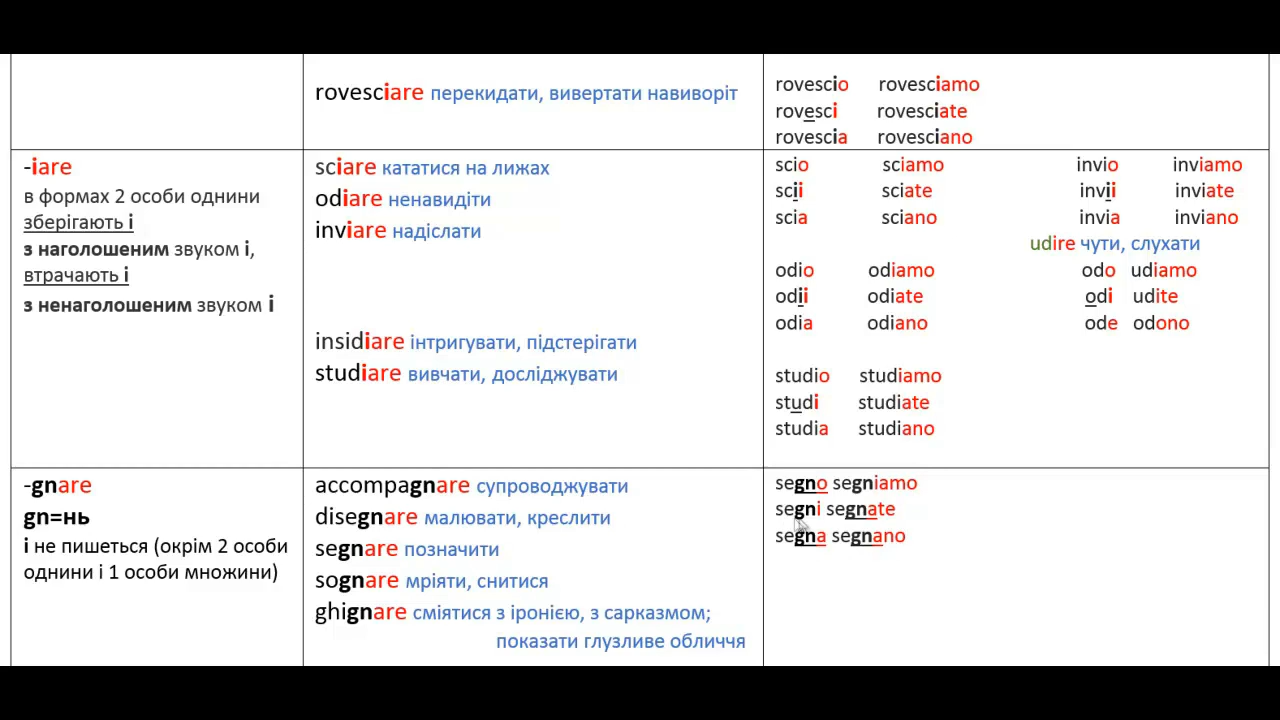 rovesciare перекидати, вивертати навиворіт
rovescio rovesciamo
rovesci rovesciate
rovescia rovesciano
-iare
в формах 2 особи однини
зберігають і
з наголошеним звуком і,
втрачають і
з ненаголошеним звуком і
sciare кататися на лижах
odiare ненавидіти
inviare надіслати
insidiare інтригувати, підстерігати
studiare вивчати, досліджувати
scio sciamo invio inviamo
scii sciate invii inviate
scia sciano invia inviano
udire чути, слухати
odio odiamo odo udiamo
odii odiate odi udite
odia odiano ode odono
studio studiamo
studi studiate
studia studiano
-gnare
gn=нь
і не пишеться (окрім 2 особи
однини і 1 особи множини)
accompagnare супроводжувати
disegnare малювати, креслити
segnare позначити
sognare мріяти, снитися
ghignare сміятися з іронією, з сарказмом;
показати глузливе обличчя
segno segniamo
segni segnate
segna segnano